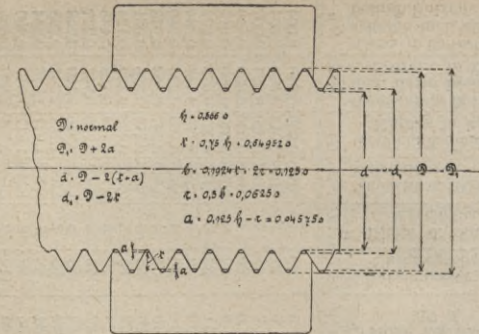 D = normal
D₁ = D + 2a
d = D - 2(t+a)
d₁ = D - 2t
h = 0,866 s
t = 0,75 h = 0,64952 s
b = 0,1924 t = 2r = 0,125 s
r = 0,5 b = 0,0625 s
a = 0,125 h - r = 0,04575 s
d d₁ D D₁
a t
a